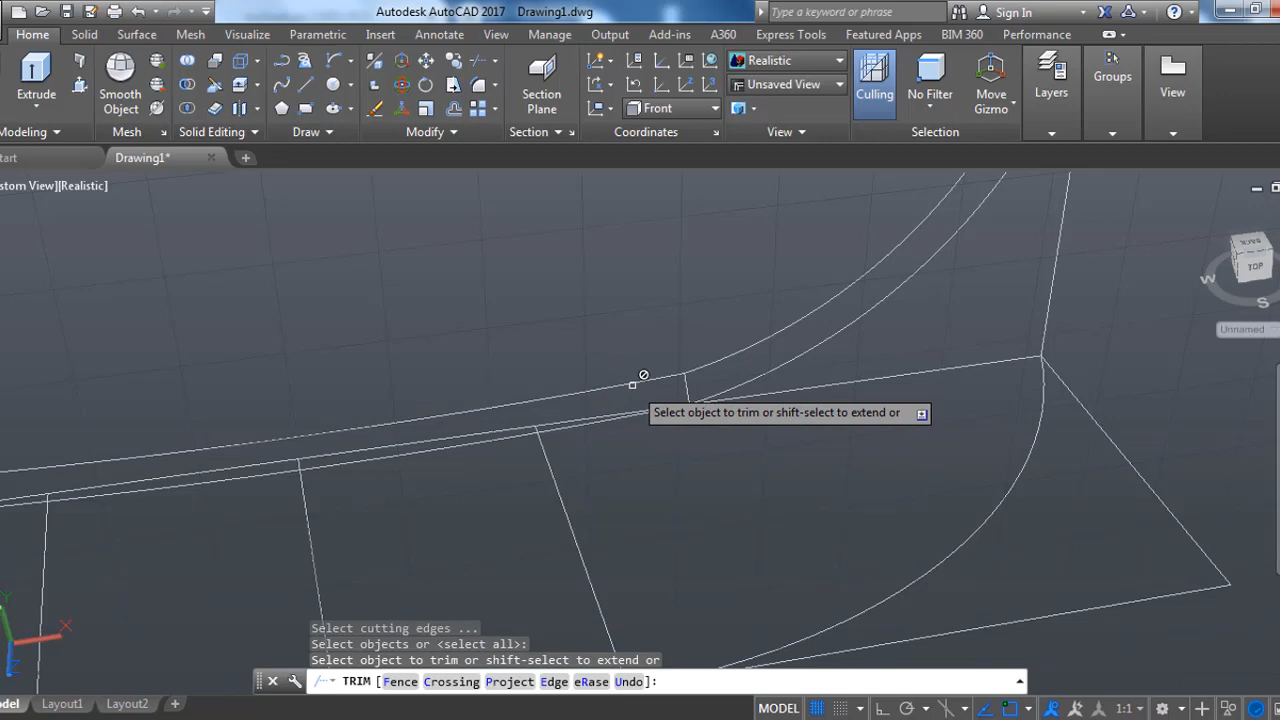 Autodesk AutoCAD 2017 Drawing1.dwg
Type a keyword or phrase
Sign In
Home Solid Surface Mesh Visualize Parametric Insert Annotate View Manage Output Add-ins A360 Express Tools Featured Apps BIM 360 Performance
Extrude
Smooth Object
Section Plane
Front
Realistic
Unsaved View
Culling
No Filter
Move Gizmo
Layers
Groups
View
Modeling Mesh Solid Editing Draw Modify Section Coordinates View Selection
tart
Drawing1*
stom View][Realistic]
BACK
TOP
W
S
Unnamed
Select object to trim or shift-select to extend or
Y
X
Z
Select cutting edges ...
Select objects or <select all>:
Select object to trim or shift-select to extend or
TRIM [Fence Crossing Project Edge eRase Undo]:
odel Layout1 Layout2
MODEL
1:1